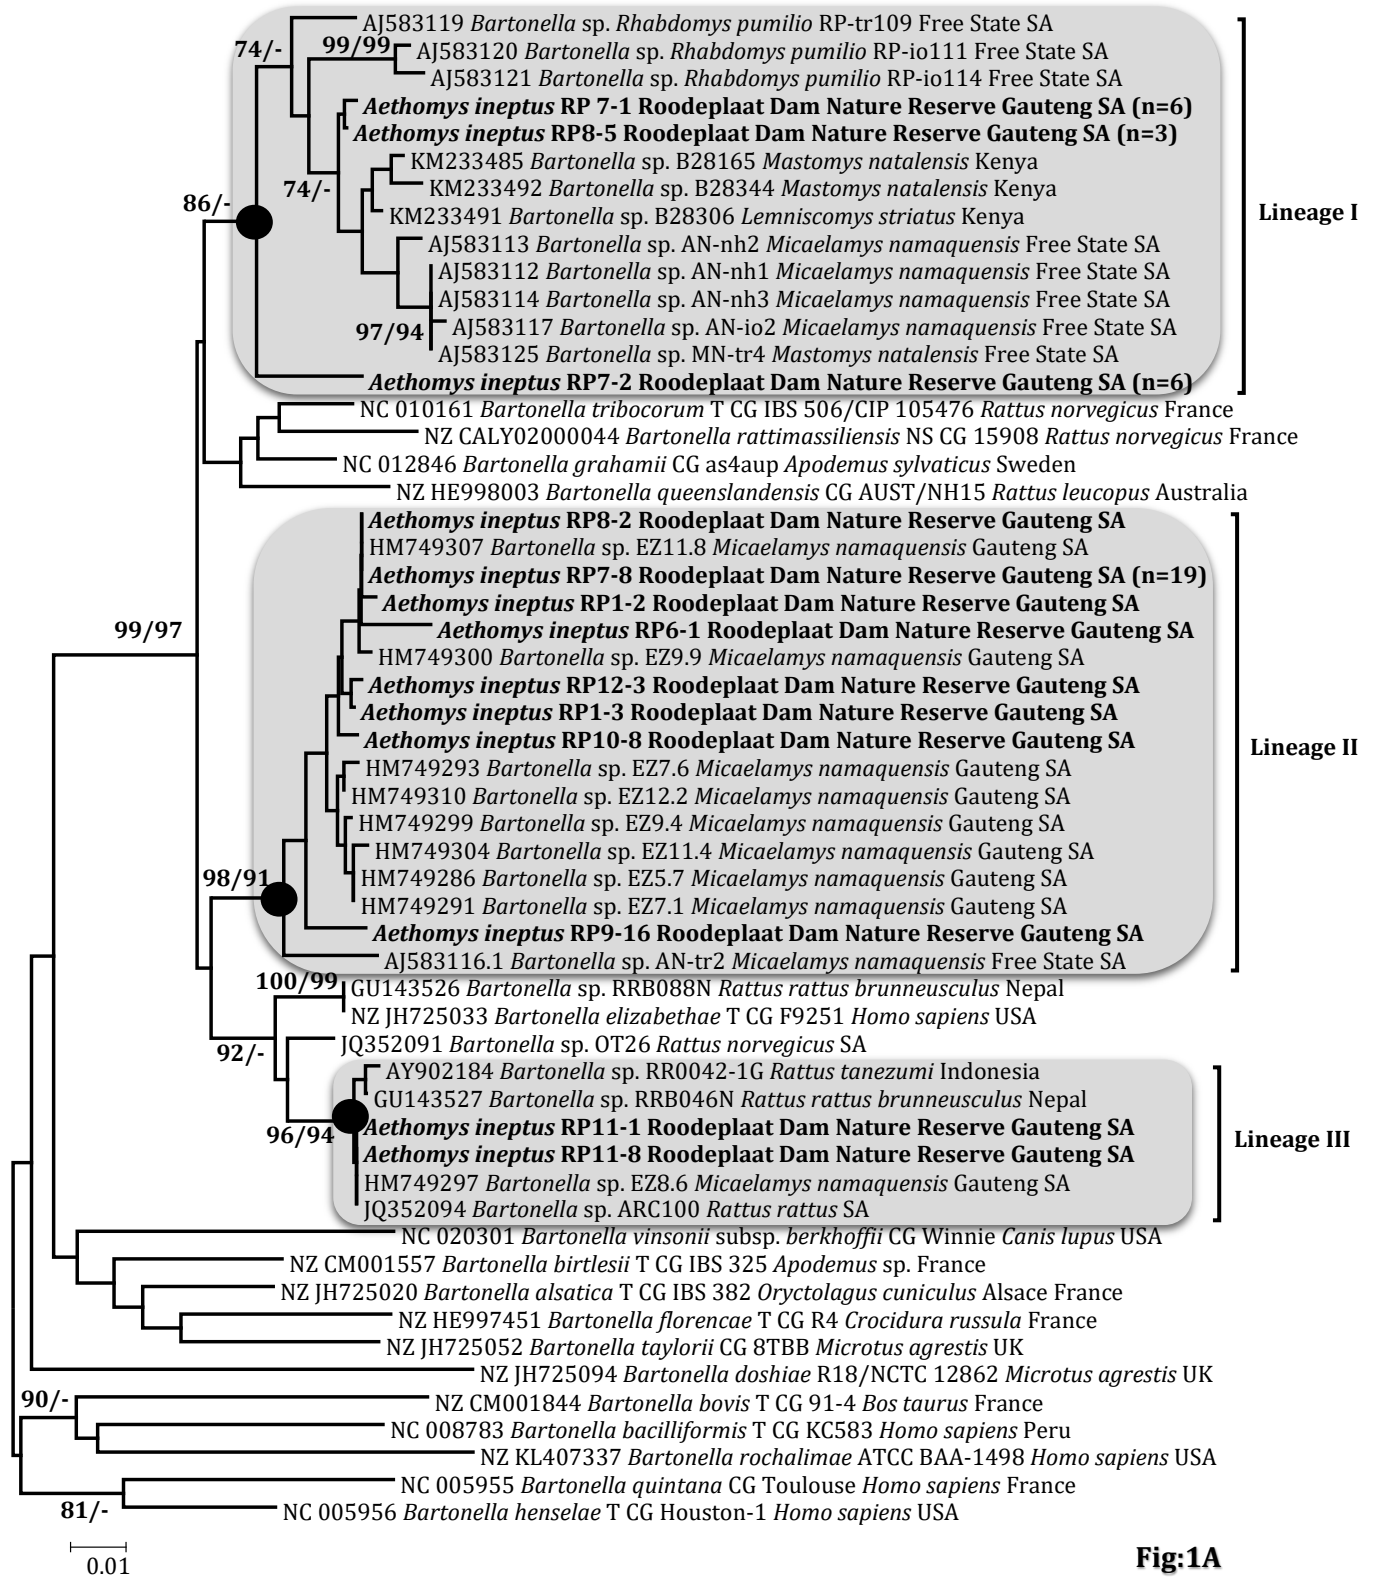 AJ583119 Bartonella sp. Rhabdomys pumilio RP-tr109 Free State SA
74/-
99/99
AJ583120 Bartonella sp. Rhabdomys pumilio RP-io111 Free State SA
AJ583121 Bartonella sp. Rhabdomys pumilio RP-io114 Free State SA
Aethomys ineptus RP 7-1 Roodeplaat Dam Nature Reserve Gauteng SA (n=6)
Aethomys ineptus RP8-5 Roodeplaat Dam Nature Reserve Gauteng SA (n=3)
KM233485 Bartonella sp. B28165 Mastomys natalensis Kenya
74/-
KM233492 Bartonella sp. B28344 Mastomys natalensis Kenya
86/-
KM233491 Bartonella sp. B28306 Lemniscomys striatus Kenya
Lineage I
AJ583113 Bartonella sp. AN-nh2 Micaelamys namaquensis Free State SA
AJ583112 Bartonella sp. AN-nh1 Micaelamys namaquensis Free State SA
AJ583114 Bartonella sp. AN-nh3 Micaelamys namaquensis Free State SA
97/94
AJ583117 Bartonella sp. AN-io2 Micaelamys namaquensis Free State SA
AJ583125 Bartonella sp. MN-tr4 Mastomys natalensis Free State SA
Aethomys ineptus RP7-2 Roodeplaat Dam Nature Reserve Gauteng SA (n=6)
NC 010161 Bartonella tribocorum T CG IBS 506/CIP 105476 Rattus norvegicus France
NZ CALY02000044 Bartonella rattimassiliensis NS CG 15908 Rattus norvegicus France
NC 012846 Bartonella grahamii CG as4aup Apodemus sylvaticus Sweden
NZ HE998003 Bartonella queenslandensis CG AUST/NH15 Rattus leucopus Australia
Aethomys ineptus RP8-2 Roodeplaat Dam Nature Reserve Gauteng SA
HM749307 Bartonella sp. EZ11.8 Micaelamys namaquensis Gauteng SA
Aethomys ineptus RP7-8 Roodeplaat Dam Nature Reserve Gauteng SA (n=19)
Aethomys ineptus RP1-2 Roodeplaat Dam Nature Reserve Gauteng SA
99/97
Aethomys ineptus RP6-1 Roodeplaat Dam Nature Reserve Gauteng SA
HM749300 Bartonella sp. EZ9.9 Micaelamys namaquensis Gauteng SA
Aethomys ineptus RP12-3 Roodeplaat Dam Nature Reserve Gauteng SA
Aethomys ineptus RP1-3 Roodeplaat Dam Nature Reserve Gauteng SA
Aethomys ineptus RP10-8 Roodeplaat Dam Nature Reserve Gauteng SA
Lineage II
HM749293 Bartonella sp. EZ7.6 Micaelamys namaquensis Gauteng SA
HM749310 Bartonella sp. EZ12.2 Micaelamys namaquensis Gauteng SA
HM749299 Bartonella sp. EZ9.4 Micaelamys namaquensis Gauteng SA
HM749304 Bartonella sp. EZ11.4 Micaelamys namaquensis Gauteng SA
98/91
HM749286 Bartonella sp. EZ5.7 Micaelamys namaquensis Gauteng SA
HM749291 Bartonella sp. EZ7.1 Micaelamys namaquensis Gauteng SA
Aethomys ineptus RP9-16 Roodeplaat Dam Nature Reserve Gauteng SA
AJ583116.1 Bartonella sp. AN-tr2 Micaelamys namaquensis Free State SA
100/99
GU143526 Bartonella sp. RRB088N Rattus rattus brunneusculus Nepal
NZ JH725033 Bartonella elizabethae T CG F9251 Homo sapiens USA
92/-
JQ352091 Bartonella sp. OT26 Rattus norvegicus SA
AY902184 Bartonella sp. RR0042-1G Rattus tanezumi Indonesia
GU143527 Bartonella sp. RRB046N Rattus rattus brunneusculus Nepal
96/94
Aethomys ineptus RP11-1 Roodeplaat Dam Nature Reserve Gauteng SA
Lineage III
Aethomys ineptus RP11-8 Roodeplaat Dam Nature Reserve Gauteng SA
HM749297 Bartonella sp. EZ8.6 Micaelamys namaquensis Gauteng SA
JQ352094 Bartonella sp. ARC100 Rattus rattus SA
NC 020301 Bartonella vinsonii subsp. berkhoffii CG Winnie Canis lupus USA
NZ CM001557 Bartonella birtlesii T CG IBS 325 Apodemus sp. France
NZ JH725020 Bartonella alsatica T CG IBS 382 Oryctolagus cuniculus Alsace France
NZ HE997451 Bartonella florencae T CG R4 Crocidura russula France
NZ JH725052 Bartonella taylorii CG 8TBB Microtus agrestis UK
NZ JH725094 Bartonella doshiae R18/NCTC 12862 Microtus agrestis UK
90/-
NZ CM001844 Bartonella bovis T CG 91-4 Bos taurus France
NC 008783 Bartonella bacilliformis T CG KC583 Homo sapiens Peru
NZ KL407337 Bartonella rochalimae ATCC BAA-1498 Homo sapiens USA
NC 005955 Bartonella quintana CG Toulouse Homo sapiens France
81/-
NC 005956 Bartonella henselae T CG Houston-1 Homo sapiens USA
0.01
Fig:1A